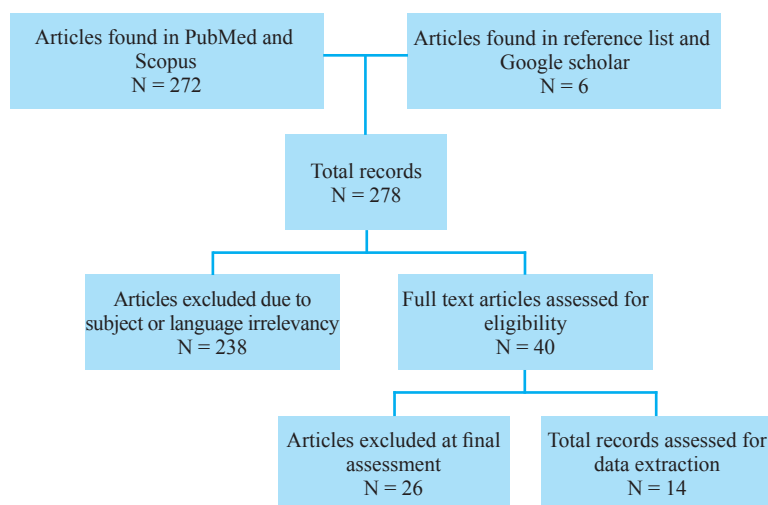 Articles found in PubMed and
Scopus
N = 272
Articles found in reference list and
Google scholar
N = 6
Total records
N = 278
Articles excluded due to
subject or language irrelevancy
N = 238
Full text articles assessed for
eligibility
N = 40
Articles excluded at final
assessment
N = 26
Total records assessed for
data extraction
N = 14